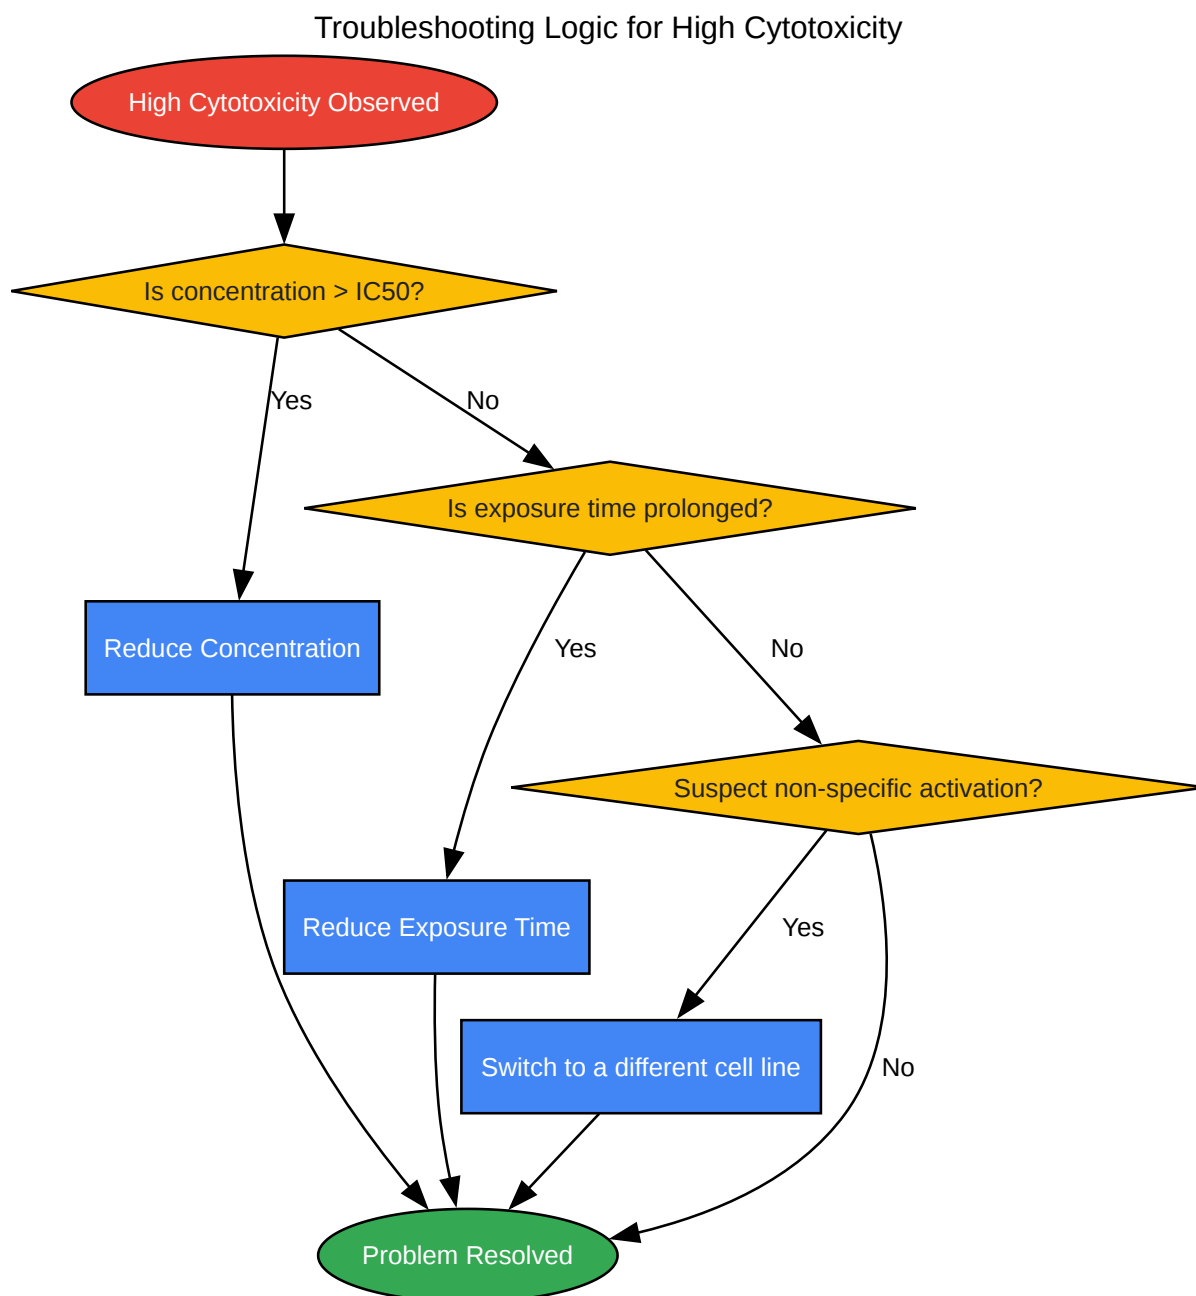 Troubleshooting Logic for High Cytotoxicity
High Cytotoxicity Observed
Is concentration > IC50?
Yes
No
Is exposure time prolonged?
Reduce Concentration
Yes
No
Suspect non-specific activation?
Reduce Exposure Time
Yes
Switch to a different cell line
No
Problem Resolved